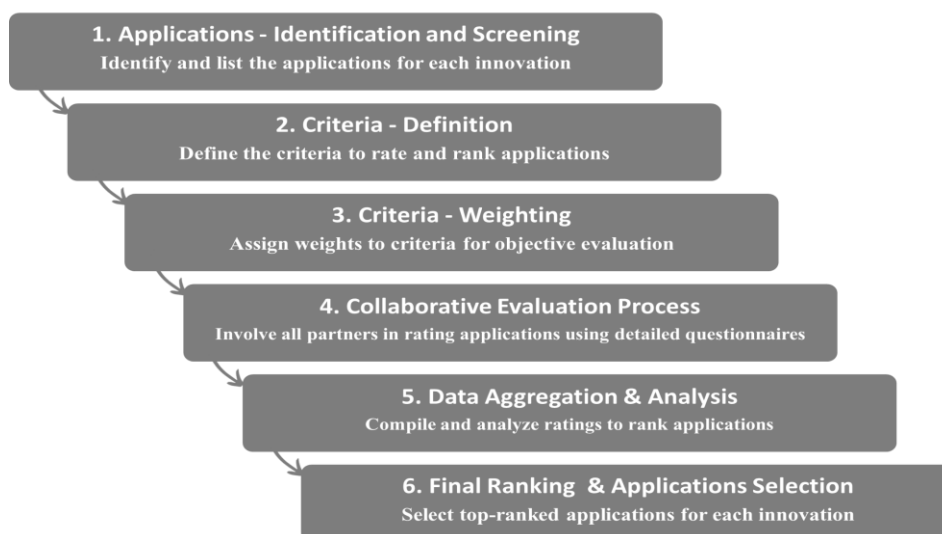 1. Applications - Identification and Screening
Identify and list the applications for each innovation
2. Criteria - Definition
Define the criteria to rate and rank applications
3. Criteria - Weighting
Assign weights to criteria for objective evaluation
4. Collaborative Evaluation Process
Involve all partners in rating applications using detailed questionnaires
5. Data Aggregation & Analysis
Compile and analyze ratings to rank applications
6. Final Ranking & Applications Selection
Select top-ranked applications for each innovation